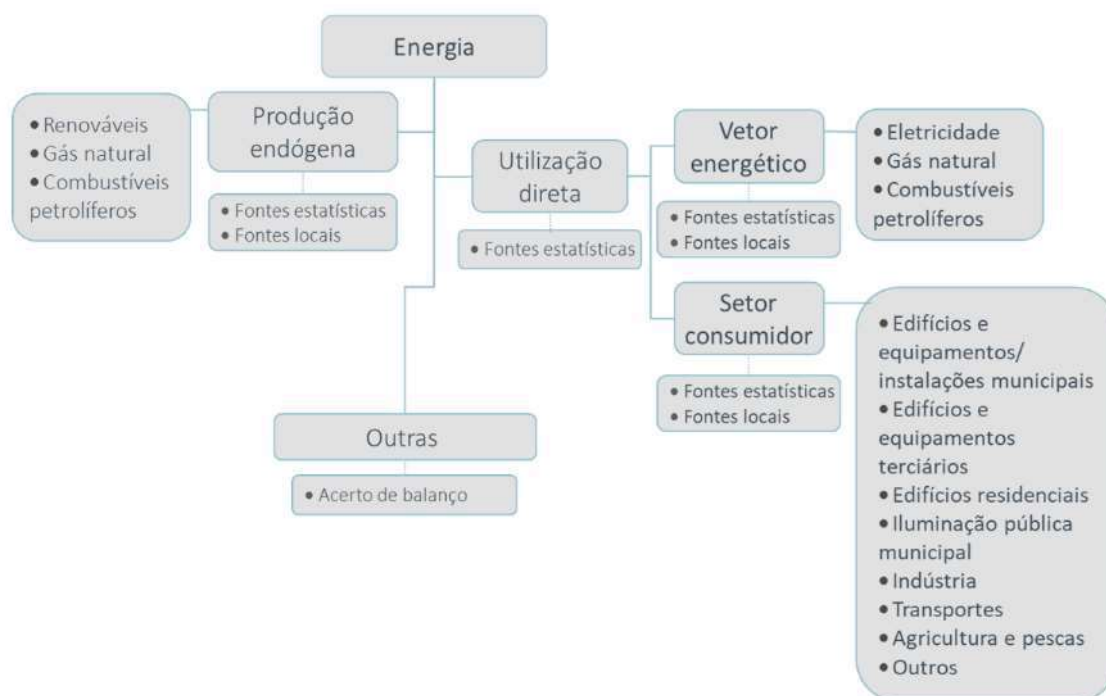 Energia
• Renováveis
• Gás natural
• Combustíveis
petrolíferos
Produção
endógena
• Fontes estatísticas
• Fontes locais
Utilização
direta
• Fontes estatísticas
Vetor
energético
• Fontes estatísticas
• Fontes locais
• Eletricidade
• Gás natural
• Combustíveis
petrolíferos
Setor
consumidor
• Fontes estatísticas
• Fontes locais
• Edifícios e
equipamentos/
instalações municipais
• Edifícios e
equipamentos
terciários
• Edifícios residenciais
• Iluminação pública
municipal
• Indústria
• Transportes
• Agricultura e pescas
• Outros
Outras
• Acerto de balanço